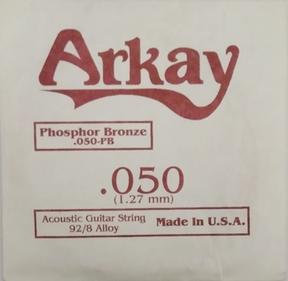 Arkay
Phosphor Bronze
.050-PB
.050
(1.27 mm)
Acoustic Guitar String
92/8 Alloy
Made In U.S.A.